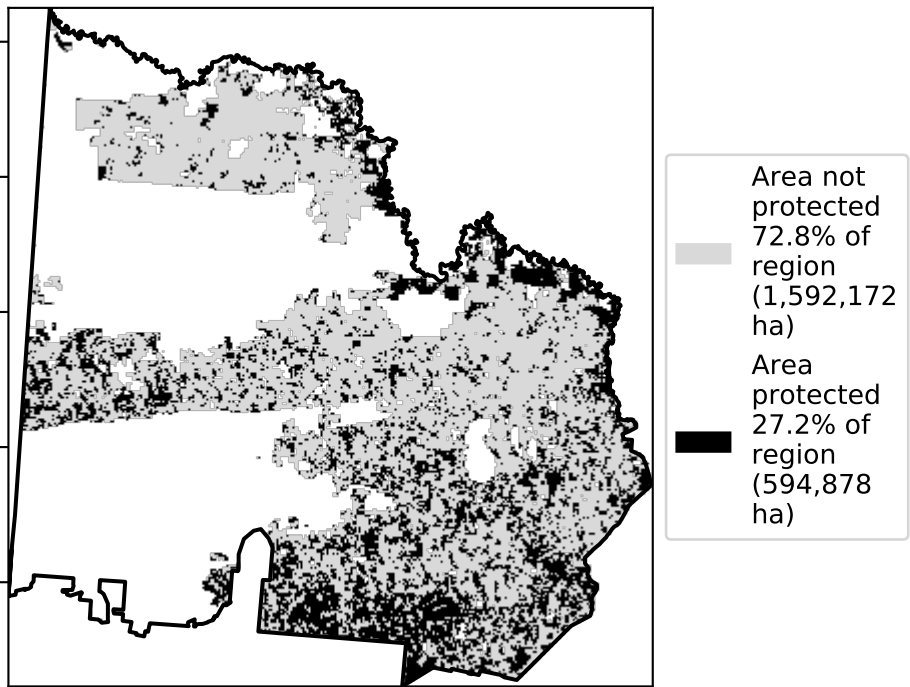 Area not
protected
72.8% of
region
(1,592,172
ha)
Area
protected
27.2% of
region
(594,878
ha)